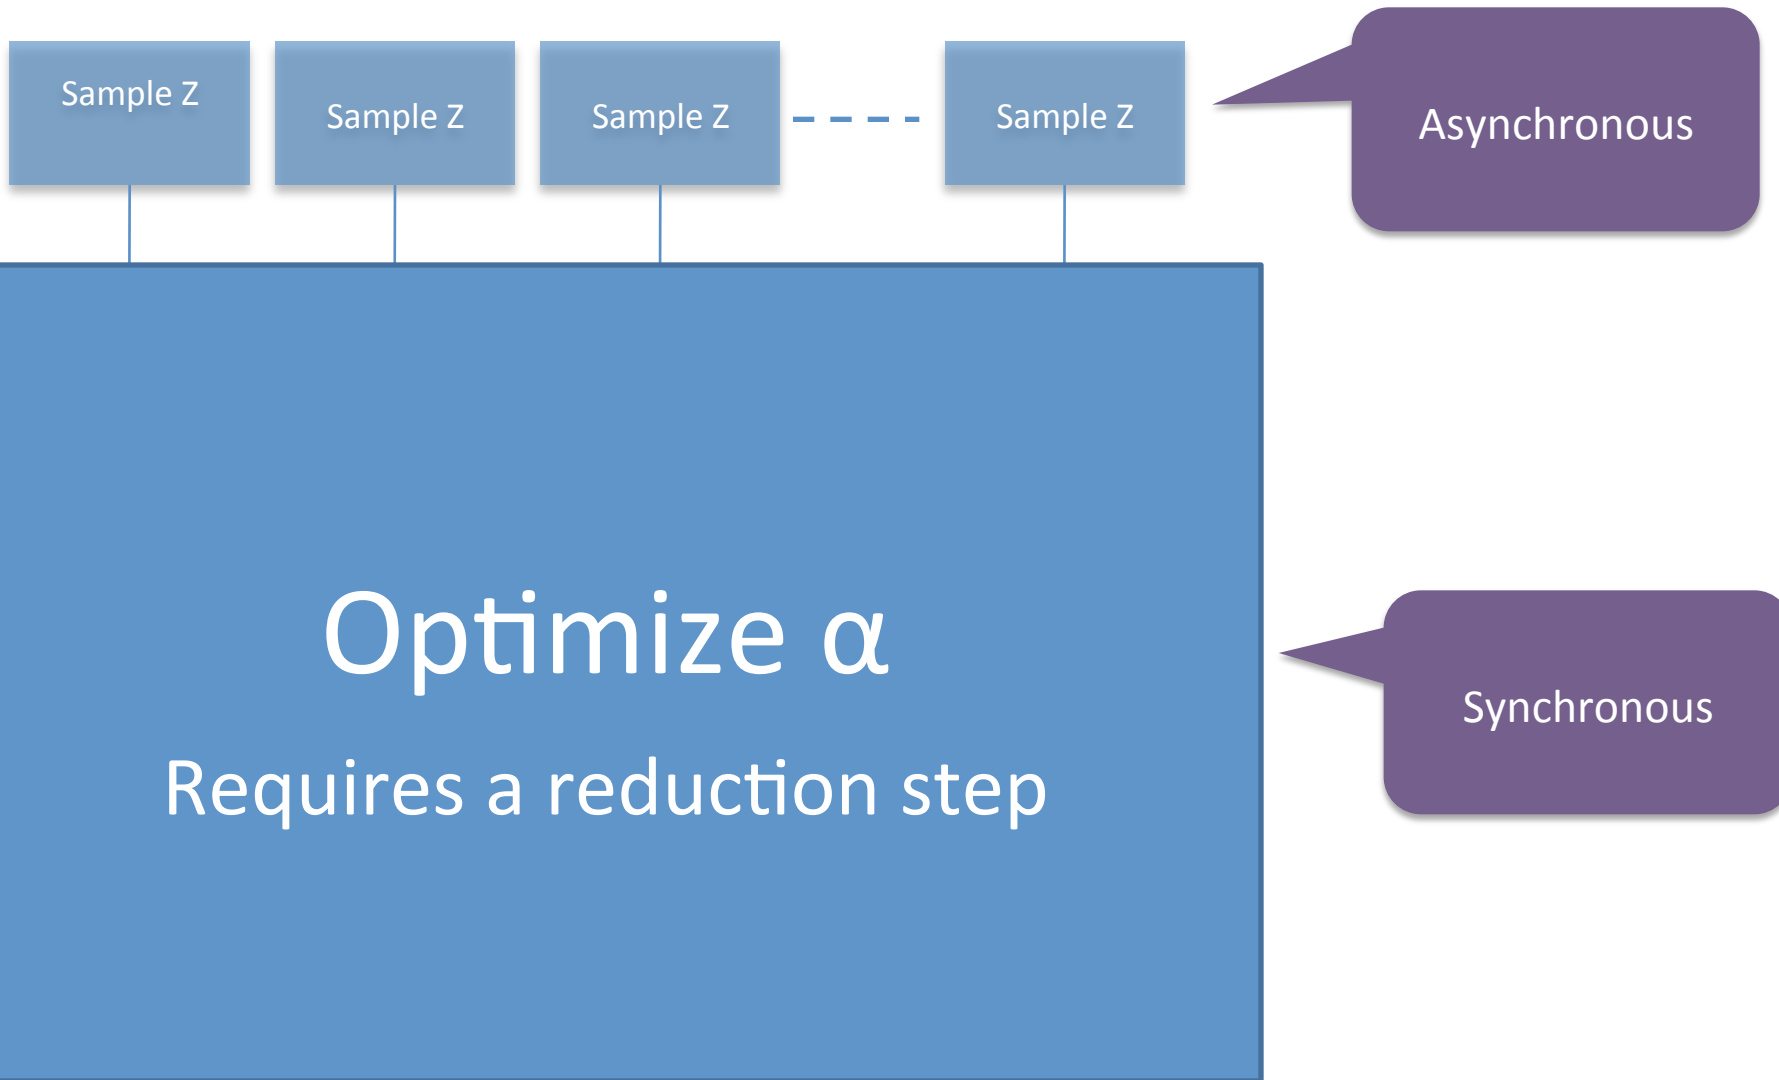 Sample Z
Sample Z
Sample Z
Sample Z
Asynchronous
Optimize α
Requires a reduction step
Synchronous